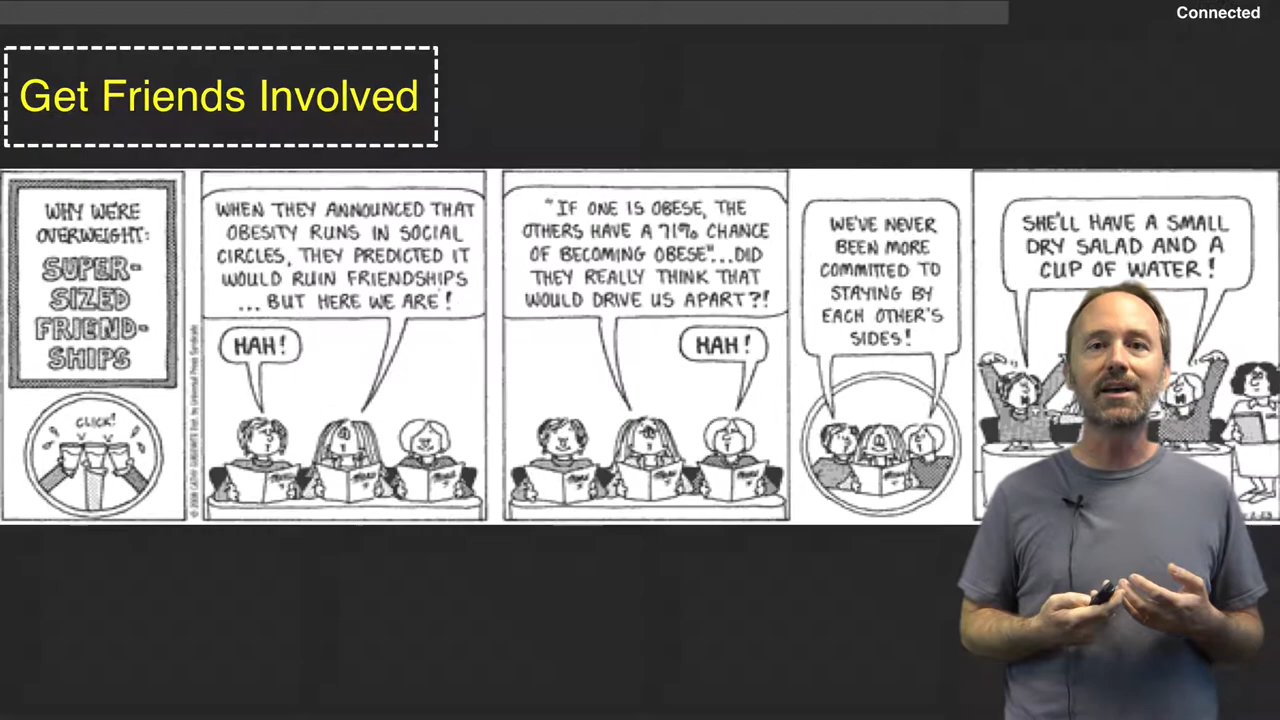 Connected
Get Friends Involved
WHY WE'RE
OVERWEIGHT:
SUPER-
SIZED
FRIEND-
SHIPS
CLICK!
WHEN THEY ANNOUNCED THAT
OBESITY RUNS IN SOCIAL
CIRCLES, THEY PREDICTED IT
WOULD RUIN FRIENDSHIPS
... BUT HERE WE ARE!
HAH!
"IF ONE IS OBESE, THE
OTHERS HAVE A 71% CHANCE
OF BECOMING OBESE"...DID
THEY REALLY THINK THAT
WOULD DRIVE US APART?!
HAH!
WE'VE NEVER
BEEN MORE
COMMITTED TO
STAYING BY
EACH OTHER'S
SIDES!
SHE'LL HAVE A SMALL
DRY SALAD AND A
CUP OF WATER!